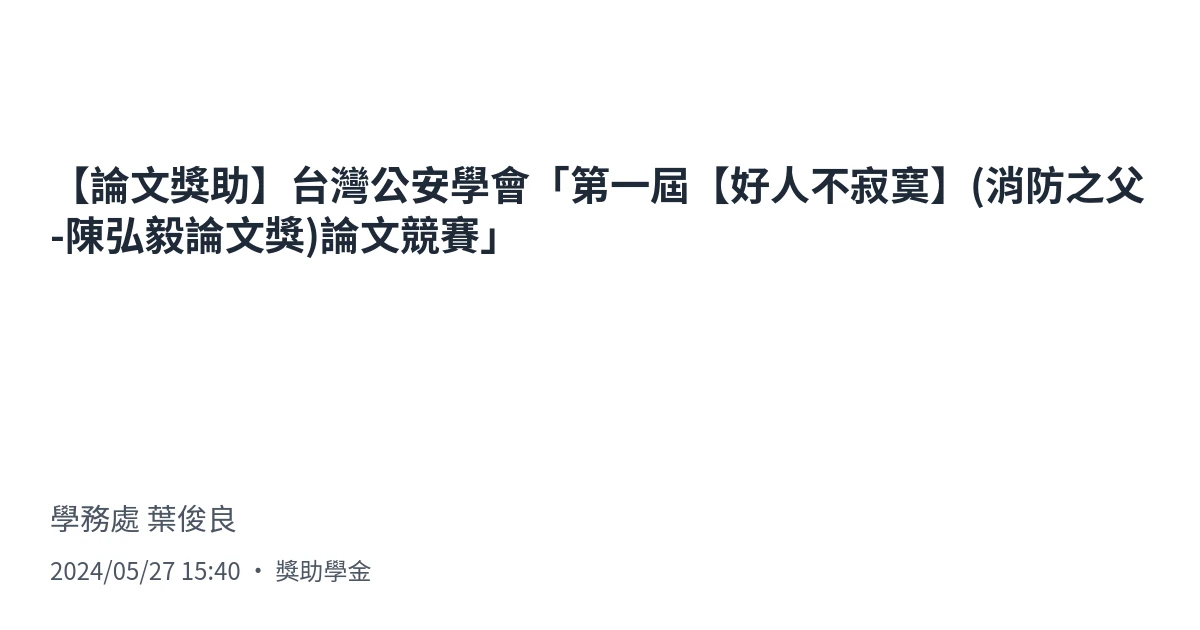 【論文獎助】台灣公安學會「第一屆【好人不寂寞】(消防之父
-陳弘毅論文獎)論文競賽」
學務處 葉俊良
2024/05/27 15:40 ・ 獎助學金